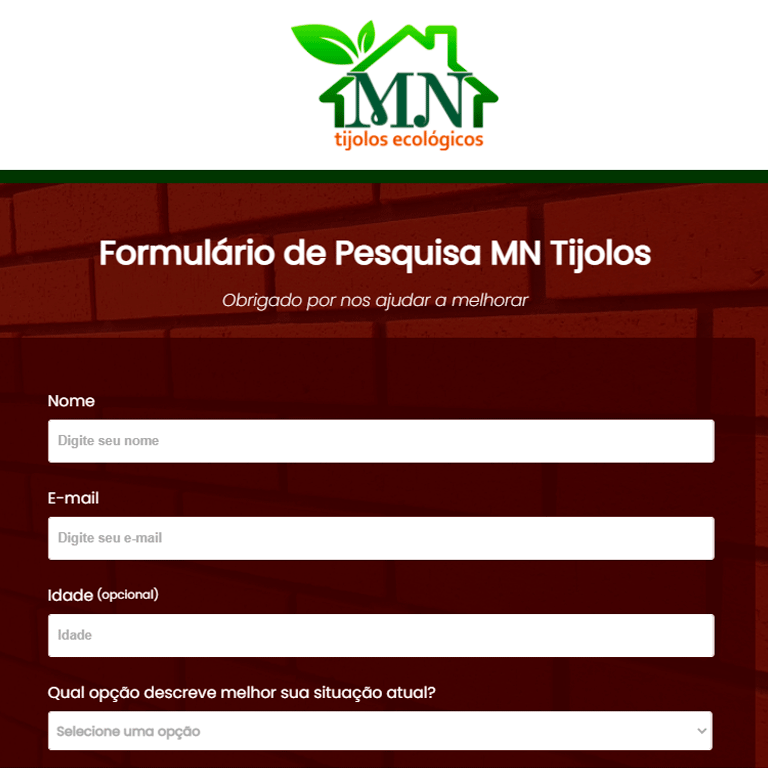 MN
tijolos ecológicos
Formulário de Pesquisa MN Tijolos
Obrigado por nos ajudar a melhorar
Nome
Digite seu nome
E-mail
Digite seu e-mail
Idade (opcional)
Idade
Qual opção descreve melhor sua situação atual?
Selecione uma opção